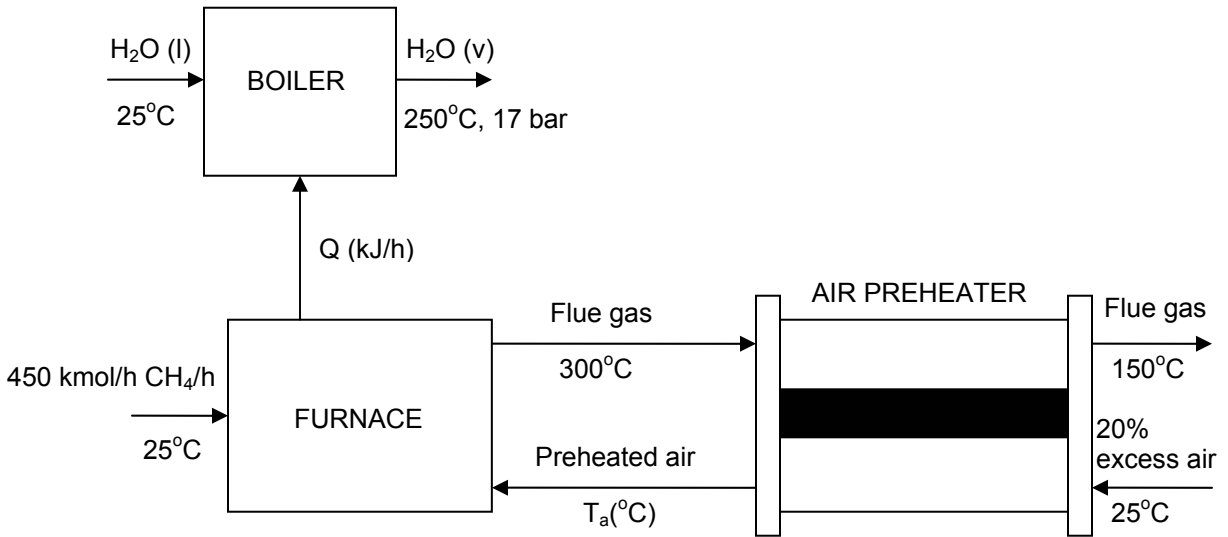 H₂O (l)
25°C
BOILER
H₂O (v)
250°C, 17 bar
Q (kJ/h)
450 kmol/h CH₄/h
25°C
FURNACE
Flue gas
300°C
Preheated air
Tₐ(°C)
AIR PREHEATER
Flue gas
150°C
20%
excess air
25°C